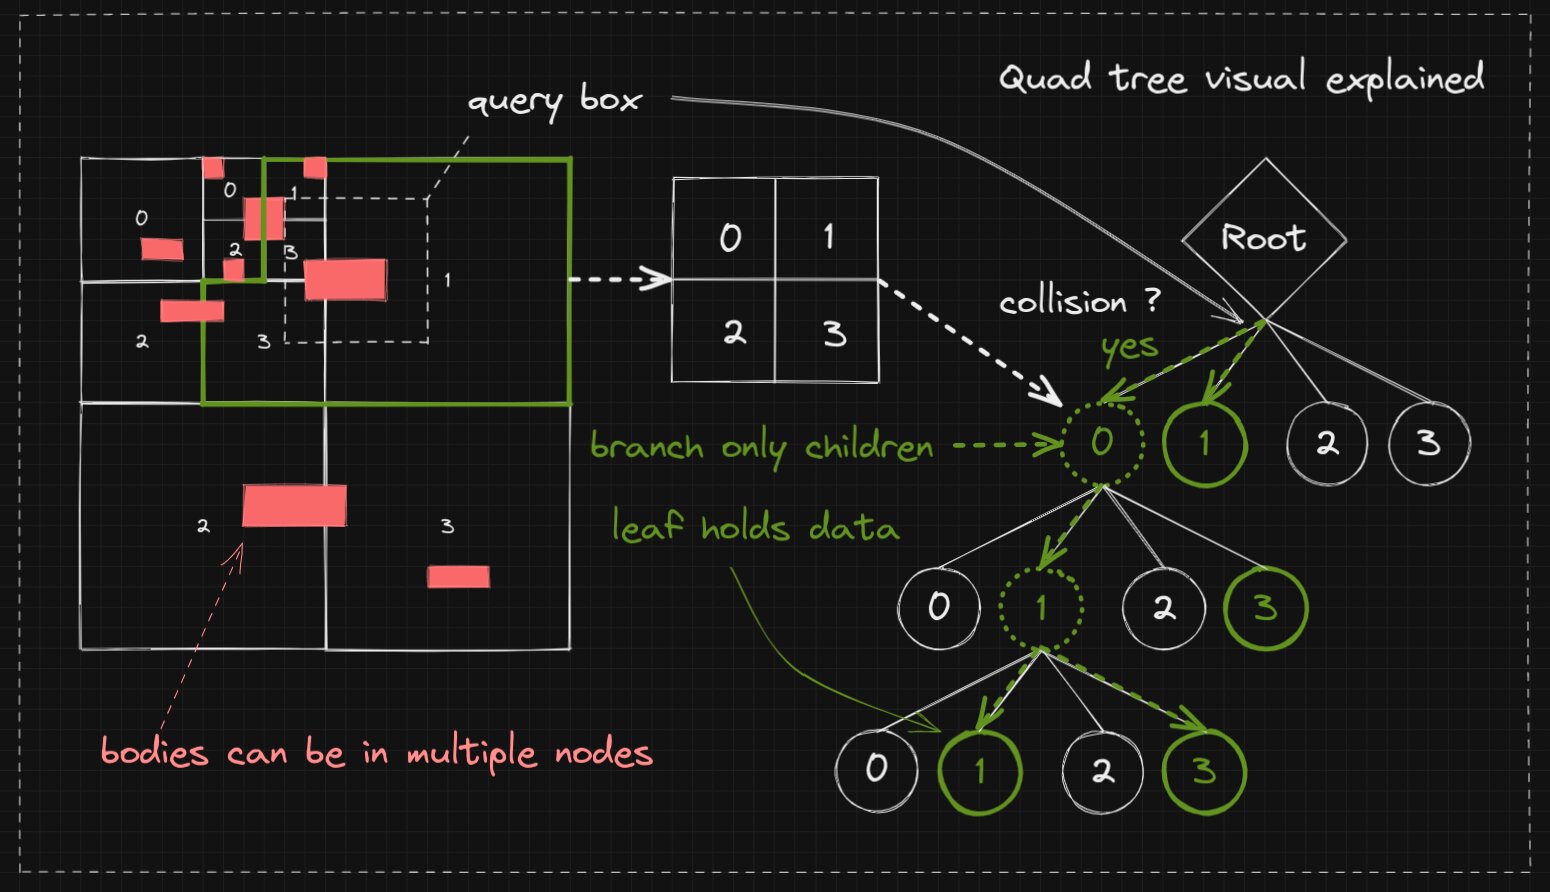 Quad tree visual explained
query box
0
1
0
2
3
1
2
3
2
3
0 1
2 3
Root
collision ?
yes
branch only children
0 1 2 3
leaf holds data
0 1 2 3
bodies can be in multiple nodes
0 1 2 3